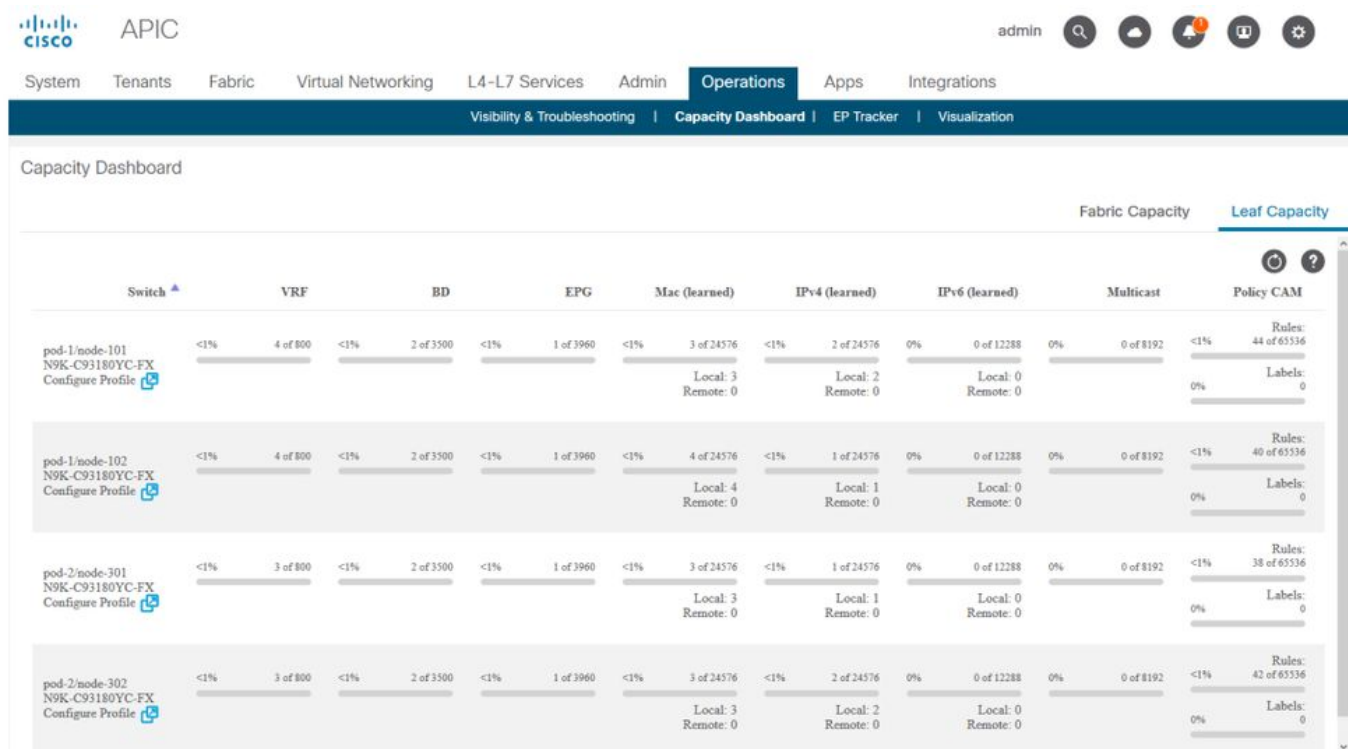 CISCO APIC admin 1
System Tenants Fabric Virtual Networking L4-L7 Services Admin Operations Apps Integrations
Visibility & Troubleshooting | Capacity Dashboard | EP Tracker | Visualization
Capacity Dashboard
Fabric Capacity Leaf Capacity
?
Switch VRF BD EPG Mac (learned) IPv4 (learned) IPv6 (learned) Multicast Policy CAM
pod-1/node-101
N9K-C93180YC-FX
Configure Profile
<1% 4 of 800 <1% 2 of 3500 <1% 1 of 3960 <1% 3 of 24576 <1% 2 of 24576 0% 0 of 12288 0% 0 of 8192 <1% Rules: 44 of 65536
Local: 3 Local: 2 Local: 0 Labels:
Remote: 0 Remote: 0 Remote: 0 0% 0
pod-1/node-102
N9K-C93180YC-FX
Configure Profile
<1% 4 of 800 <1% 2 of 3500 <1% 1 of 3960 <1% 4 of 24576 <1% 1 of 24576 0% 0 of 12288 0% 0 of 8192 <1% Rules: 40 of 65536
Local: 4 Local: 1 Local: 0 Labels:
Remote: 0 Remote: 0 Remote: 0 0% 0
pod-2/node-301
N9K-C93180YC-FX
Configure Profile
<1% 3 of 800 <1% 2 of 3500 <1% 1 of 3960 <1% 3 of 24576 <1% 1 of 24576 0% 0 of 12288 0% 0 of 8192 <1% Rules: 38 of 65536
Local: 3 Local: 1 Local: 0 Labels:
Remote: 0 Remote: 0 Remote: 0 0% 0
pod-2/node-302
N9K-C93180YC-FX
Configure Profile
<1% 3 of 800 <1% 2 of 3500 <1% 1 of 3960 <1% 3 of 24576 <1% 2 of 24576 0% 0 of 12288 0% 0 of 8192 <1% Rules: 42 of 65536
Local: 3 Local: 2 Local: 0 Labels:
Remote: 0 Remote: 0 Remote: 0 0% 0